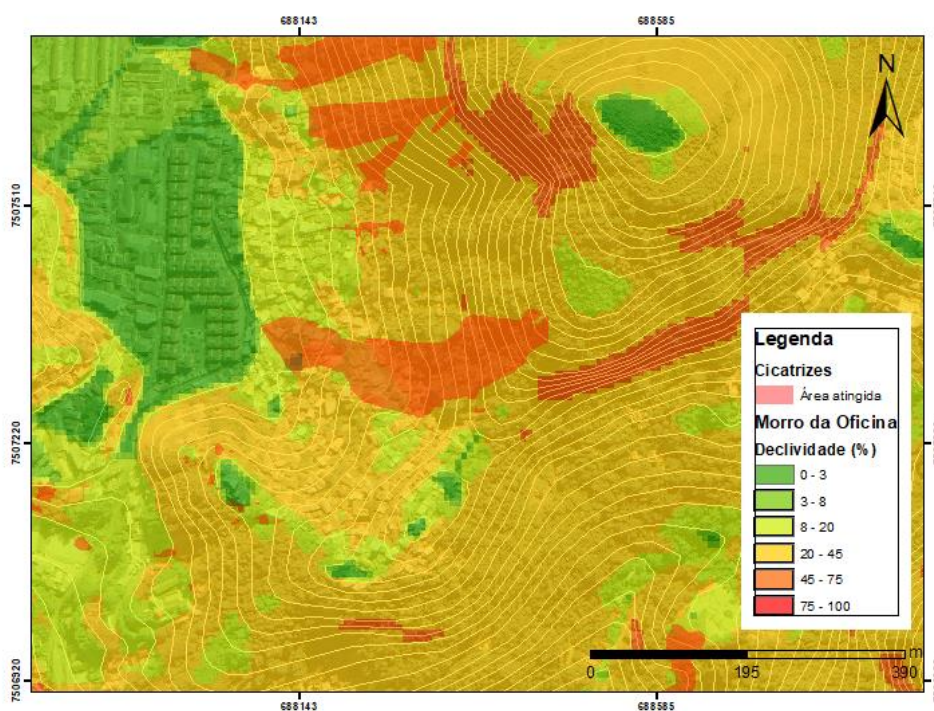 688143 688585
N
7507510
7507220
7506920
Legenda
Cicatrizes
Área atingida
Morro da Oficina
Declividade (%)
0 - 3
3 - 8
8 - 20
20 - 45
45 - 75
75 - 100
m
0 195 390
688143 688585